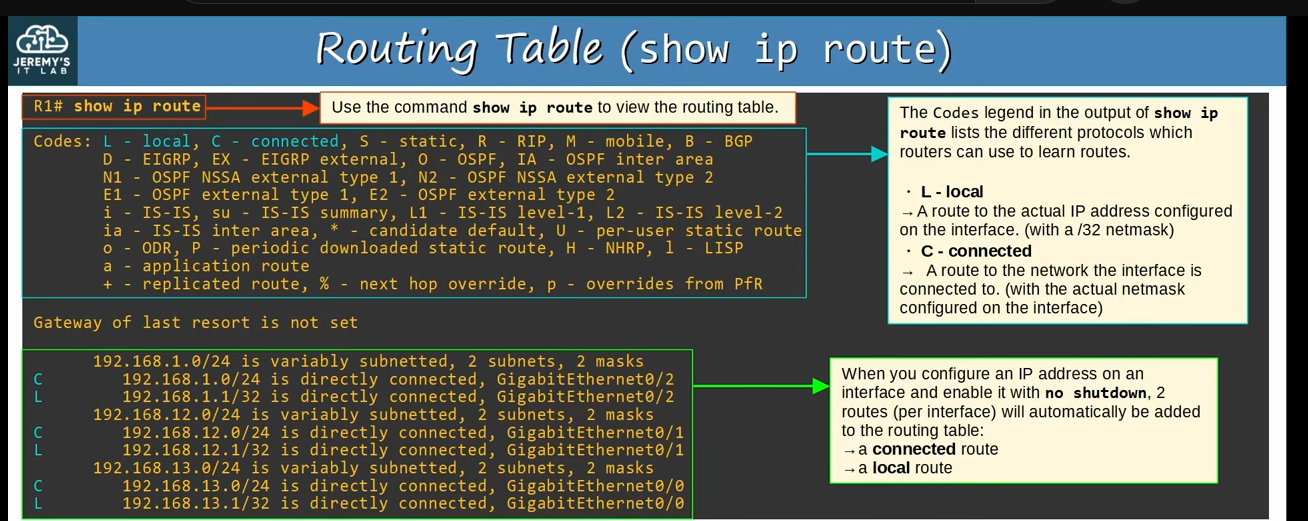 JEREMY'S
IT LAB
Routing Table (show ip route)
R1# show ip route
Use the command show ip route to view the routing table.
Codes: L - local, C - connected, S - static, R - RIP, M - mobile, B - BGP
D - EIGRP, EX - EIGRP external, O - OSPF, IA - OSPF inter area
N1 - OSPF NSSA external type 1, N2 - OSPF NSSA external type 2
E1 - OSPF external type 1, E2 - OSPF external type 2
i - IS-IS, su - IS-IS summary, L1 - IS-IS level-1, L2 - IS-IS level-2
ia - IS-IS inter area, * - candidate default, U - per-user static route
o - ODR, P - periodic downloaded static route, H - NHRP, l - LISP
a - application route
+ - replicated route, % - next hop override, p - overrides from PfR
The Codes legend in the output of show ip
route lists the different protocols which
routers can use to learn routes.
· L - local
→A route to the actual IP address configured
on the interface. (with a /32 netmask)
· C - connected
→ A route to the network the interface is
connected to. (with the actual netmask
configured on the interface)
Gateway of last resort is not set
192.168.1.0/24 is variably subnetted, 2 subnets, 2 masks
C 192.168.1.0/24 is directly connected, GigabitEthernet0/2
L 192.168.1.1/32 is directly connected, GigabitEthernet0/2
192.168.12.0/24 is variably subnetted, 2 subnets, 2 masks
C 192.168.12.0/24 is directly connected, GigabitEthernet0/1
L 192.168.12.1/32 is directly connected, GigabitEthernet0/1
192.168.13.0/24 is variably subnetted, 2 subnets, 2 masks
C 192.168.13.0/24 is directly connected, GigabitEthernet0/0
L 192.168.13.1/32 is directly connected, GigabitEthernet0/0
When you configure an IP address on an
interface and enable it with no shutdown, 2
routes (per interface) will automatically be added
to the routing table:
→a connected route
→a local route